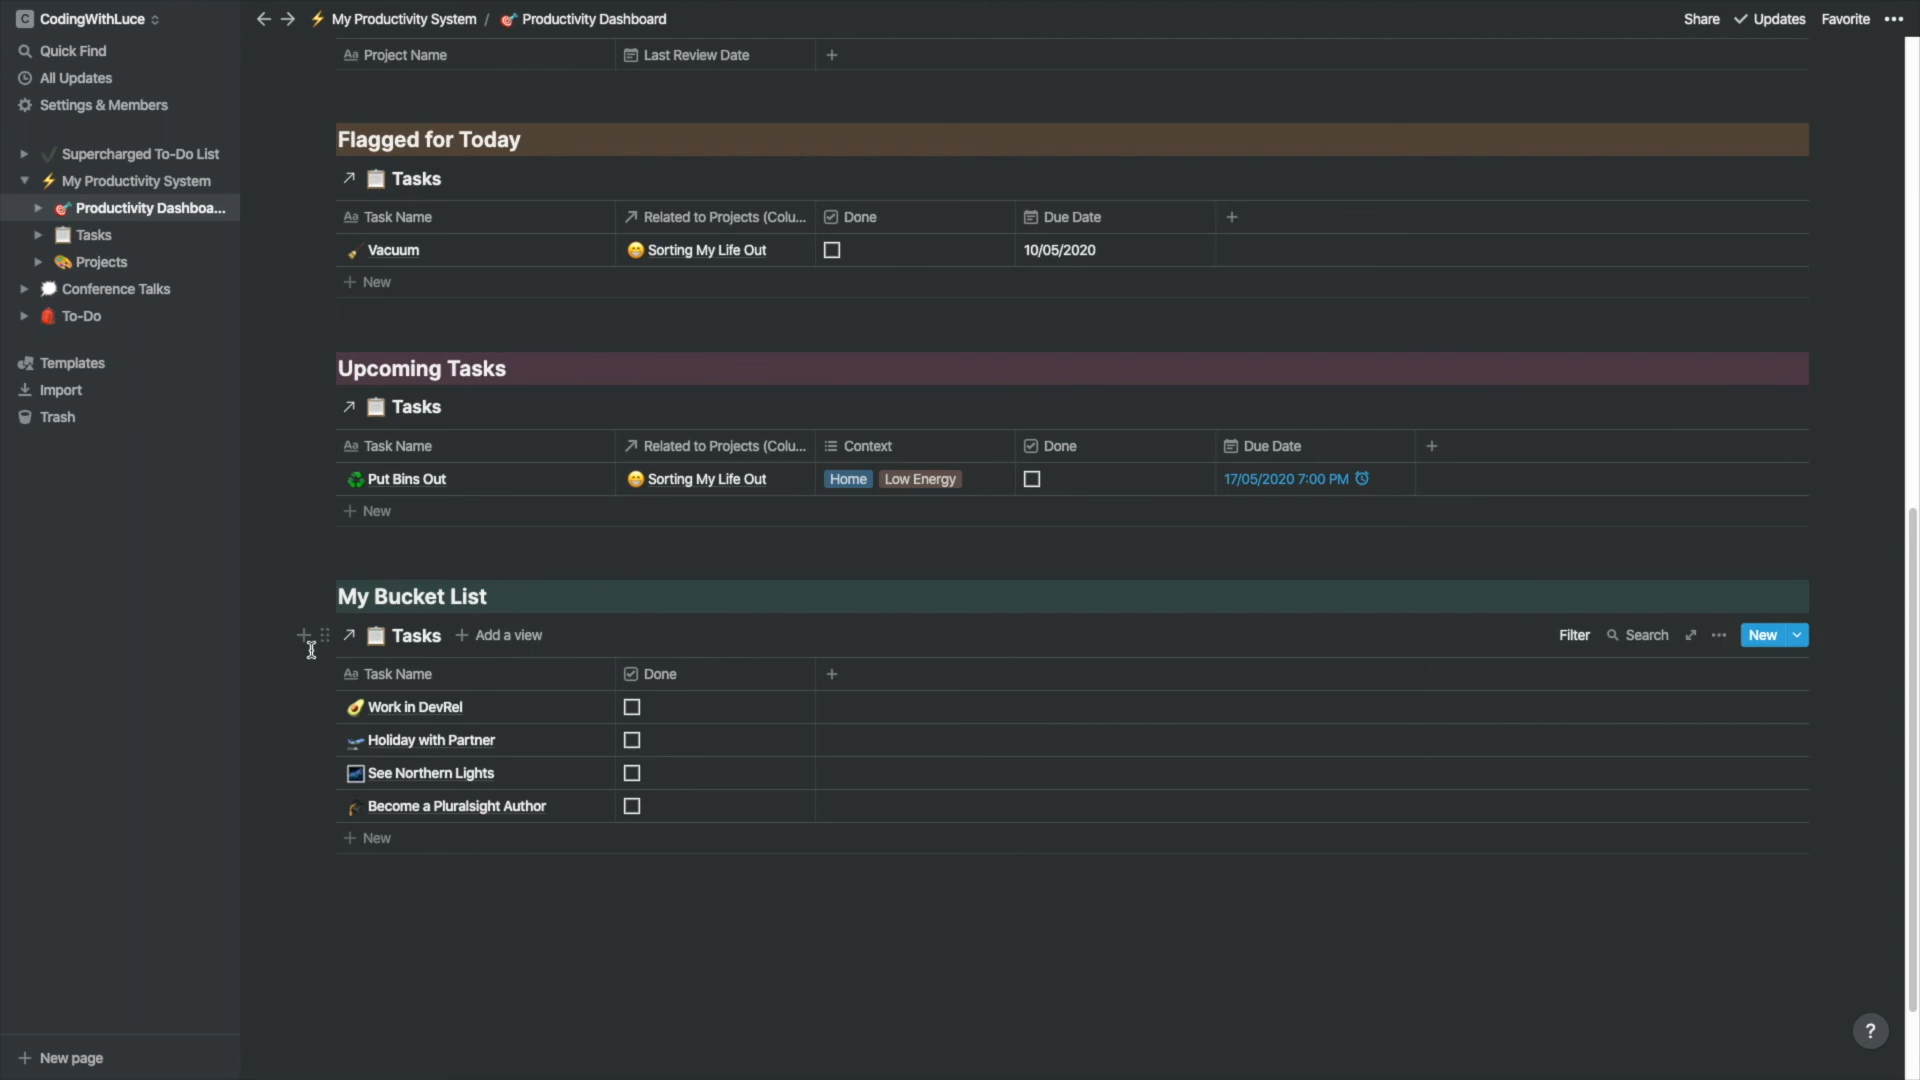 C CodingWithLuce
Quick Find
All Updates
Settings & Members
Supercharged To-Do List
My Productivity System
Productivity Dashboa...
Tasks
Projects
Conference Talks
To-Do
Templates
Import
Trash
New page
My Productivity System / Productivity Dashboard
Share Updates Favorite
Aa Project Name Last Review Date
Flagged for Today
Tasks
Aa Task Name Related to Projects (Colu... Done Due Date
Vacuum Sorting My Life Out 10/05/2020
New
Upcoming Tasks
Tasks
Aa Task Name Related to Projects (Colu... Context Done Due Date
Put Bins Out Sorting My Life Out Home Low Energy 17/05/2020 7:00 PM
New
My Bucket List
Tasks Add a view Filter Search New
Aa Task Name Done
Work in DevRel
Holiday with Partner
See Northern Lights
Become a Pluralsight Author
New
?